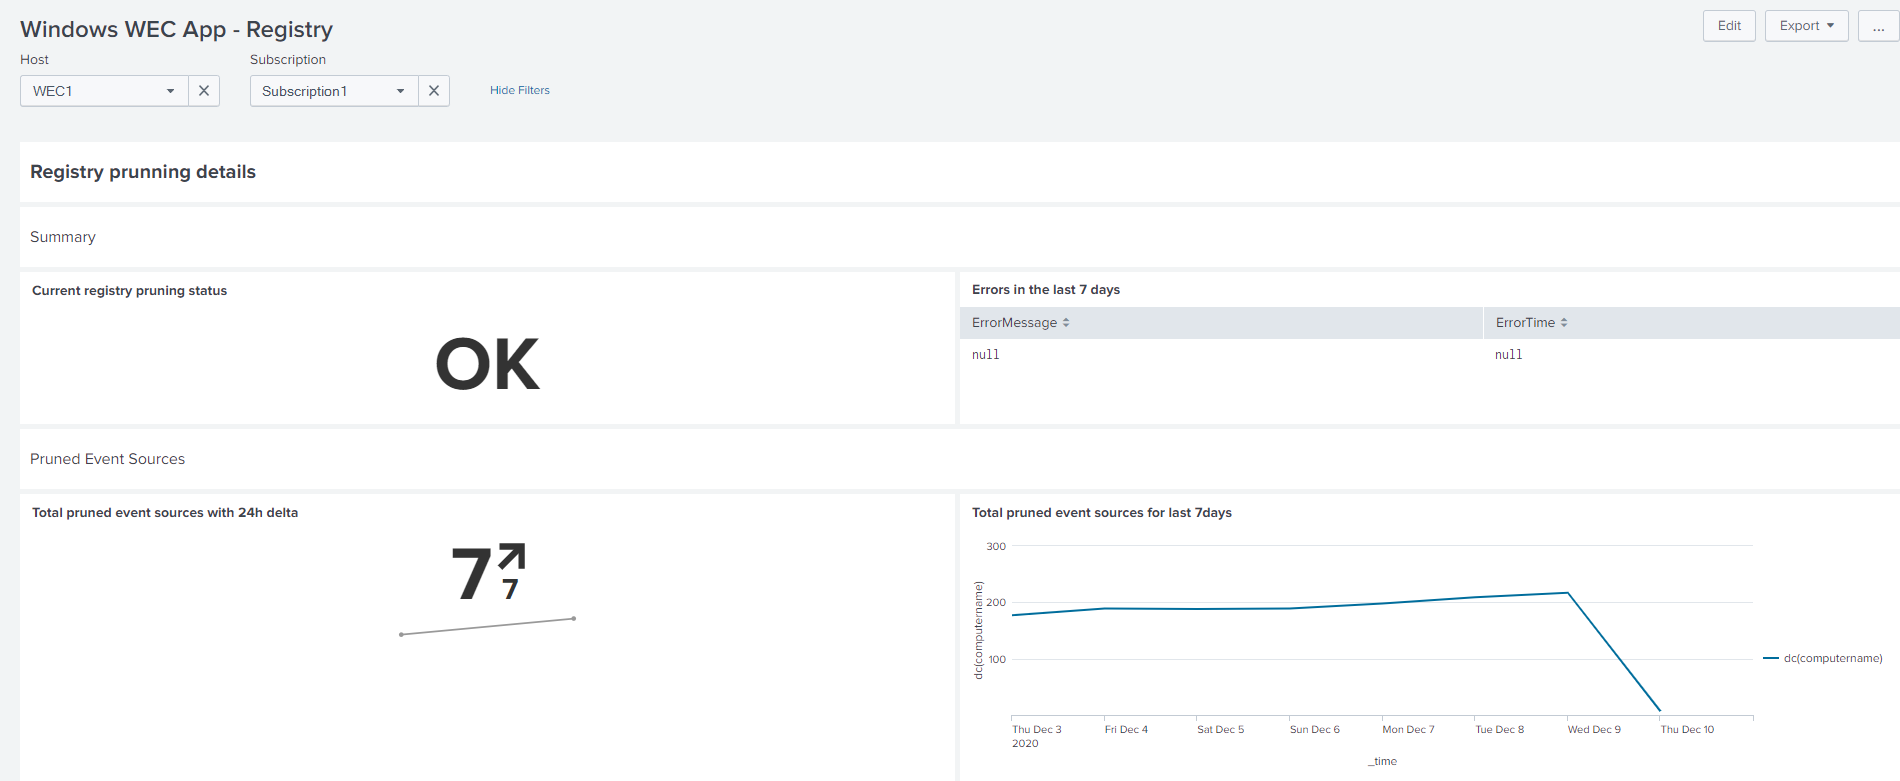 Windows WEC App - Registry
Edit
Export
...
Host
Subscription
WEC1
Subscription1
Hide Filters
Registry prunning details
Summary
Current registry pruning status
OK
Errors in the last 7 days
ErrorMessage ErrorTime
null null
Pruned Event Sources
Total pruned event sources with 24h delta
7
7
Total pruned event sources for last 7days
300
200
100
dc(computername)
Thu Dec 3 Fri Dec 4 Sat Dec 5 Sun Dec 6 Mon Dec 7 Tue Dec 8 Wed Dec 9 Thu Dec 10
2020
_time
dc(computername)